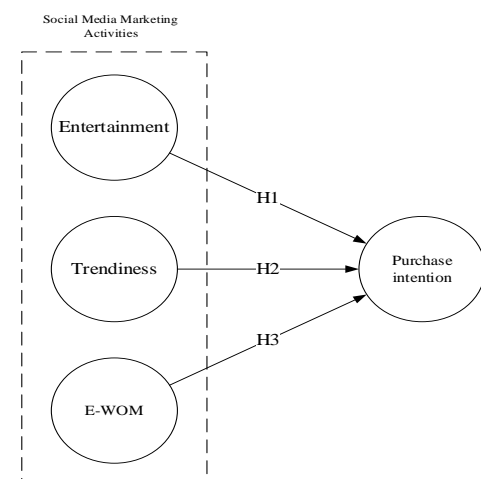 Social Media Marketing
Activities
Entertainment
H1
Trendiness
H2
Purchase
intention
H3
E-WOM